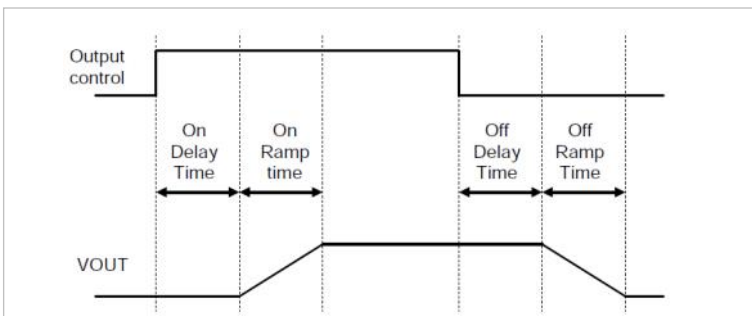 Output
control
On
Delay
Time
On
Ramp
time
Off
Delay
Time
Off
Ramp
Time
VOUT